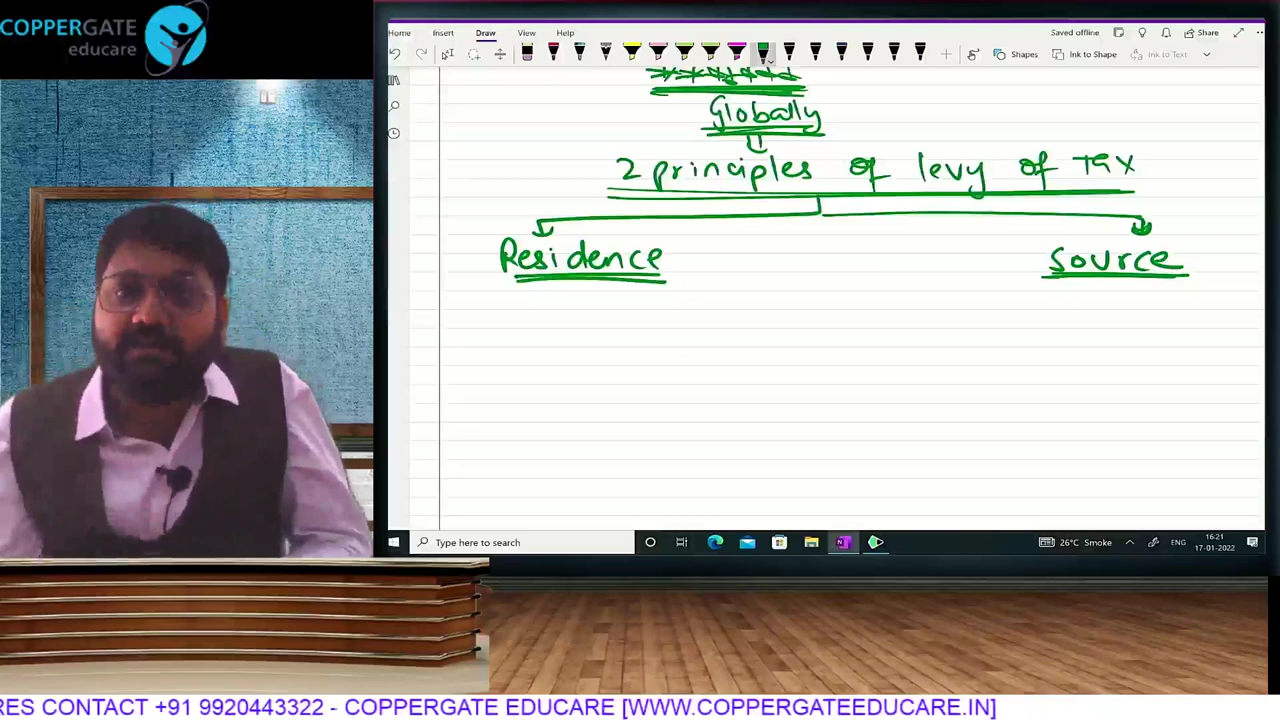 COPPERGATE
educare
Home Insert Draw View Help
Saved offline
Share
Shapes
Ink to Shape
Ink to Text
Globally
2 principles of levy of Tax
Residence
Source
Type here to search
26°C Smoke
ENG
16:21
17-01-2022
RES CONTACT +91 9920443322 - COPPERGATE EDUCARE [WWW.COPPERGATEEDUCARE.IN]